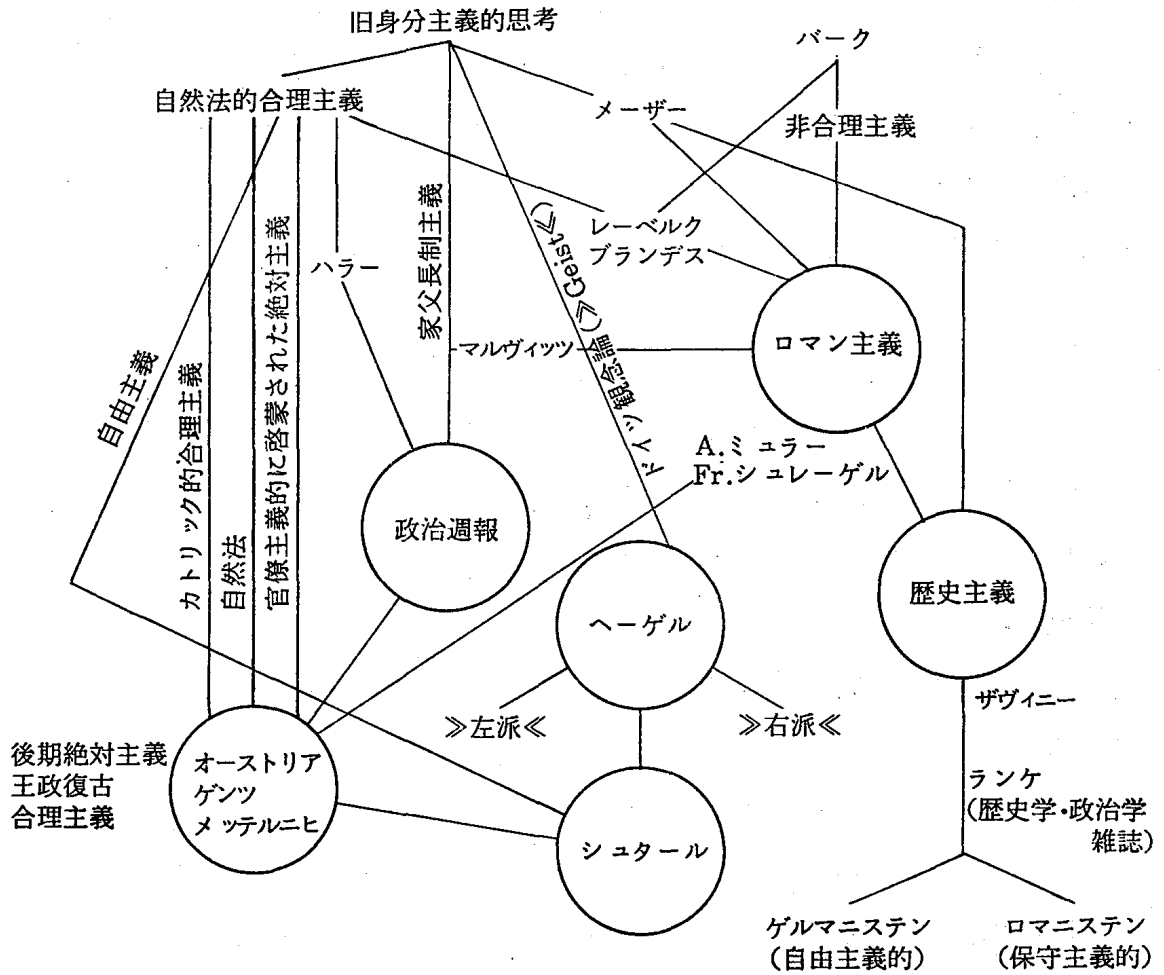 旧身分主義的思考
バーク
自然法的合理主義
メーザー
非合理主義
レーベルク
ブランデス
ハラー
家父長制主義
ドイツ観念論(≫Geist≪)
マルヴィッツ
ロマン主義
自由主義
カトリック的合理主義
自然法
官僚主義的に啓蒙された絶対主義
A.ミュラー
Fr.シュレーゲル
政治週報
ヘーゲル
歴史主義
≫左派≪
≫右派≪
ザヴィニー
後期絶対主義
王政復古
合理主義
オーストリア
ゲンツ
メッテルニヒ
シュタール
ランケ
(歴史学・政治学
雑誌)
ゲルマニステン
(自由主義的)
ロマニステン
(保守主義的)